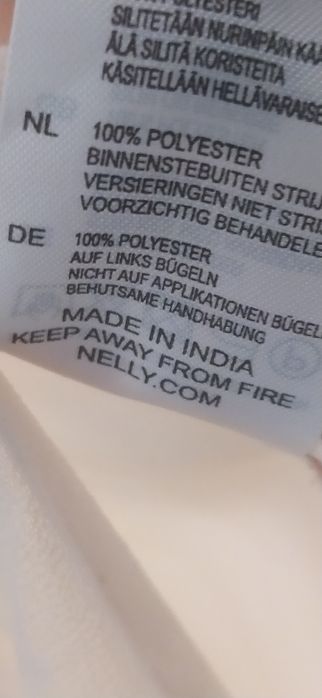 SILITETÄÄN NURINPÄIN
ÄLÄ SILITÄ KORISTEITA
KÄSITELLÄÄN
NL 100% POLYESTER
BINNENSTEBUITEN
VERSIERINGEN NIET
VOORZICHTIG
DE 100% POLYESTER
AUF LINKS BÜGELN
NICHT AUF APPLIKATIONEN BÜGEL
BEHUTSAME HANDHABUNG
MADE IN INDIA
KEEP AWAY FROM FIRE
NELLY.COM